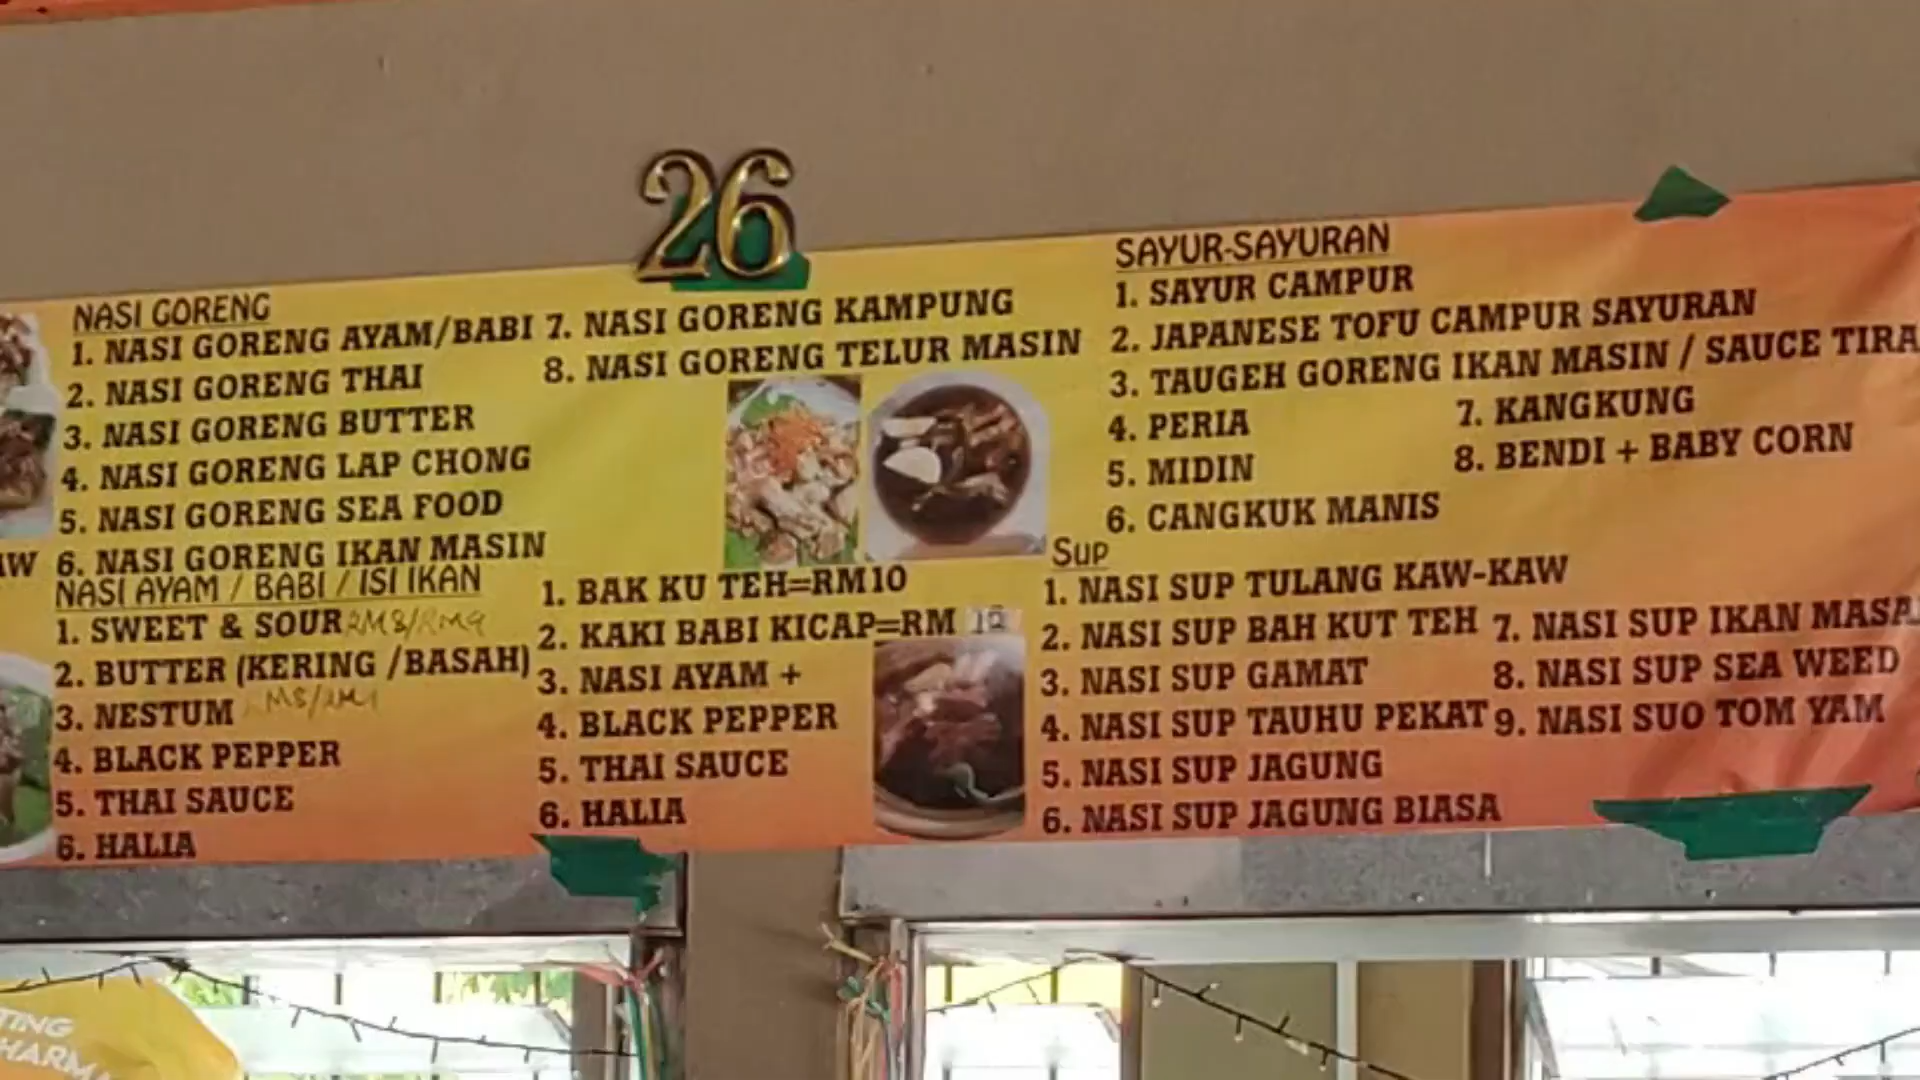 26
NASI GORENG
1. NASI GORENG AYAM/BABI
2. NASI GORENG THAI
3. NASI GORENG BUTTER
4. NASI GORENG LAP CHONG
5. NASI GORENG SEA FOOD
6. NASI GORENG IKAN MASIN
7. NASI GORENG KAMPUNG
8. NASI GORENG TELUR MASIN
SAYUR-SAYURAN
1. SAYUR CAMPUR
2. JAPANESE TOFU CAMPUR SAYURAN
3. TAUGEH GORENG IKAN MASIN / SAUCE TIRA
4. PERIA
5. MIDIN
6. CANGKUK MANIS
7. KANGKUNG
8. BENDI + BABY CORN
AW
NASI AYAM / BABI / ISI IKAN
1. SWEET & SOUR RM8/RM9
2. BUTTER (KERING /BASAH)
3. NESTUM
4. BLACK PEPPER
5. THAI SAUCE
6. HALIA
1. BAK KU TEH=RM10
2. KAKI BABI KICAP=RM 12
3. NASI AYAM +
4. BLACK PEPPER
5. THAI SAUCE
6. HALIA
Sup
1. NASI SUP TULANG KAW-KAW
2. NASI SUP BAH KUT TEH
3. NASI SUP GAMAT
4. NASI SUP TAUHU PEKAT
5. NASI SUP JAGUNG
6. NASI SUP JAGUNG BIASA
7. NASI SUP IKAN MASA
8. NASI SUP SEA WEED
9. NASI SUO TOM YAM
TING
HARM